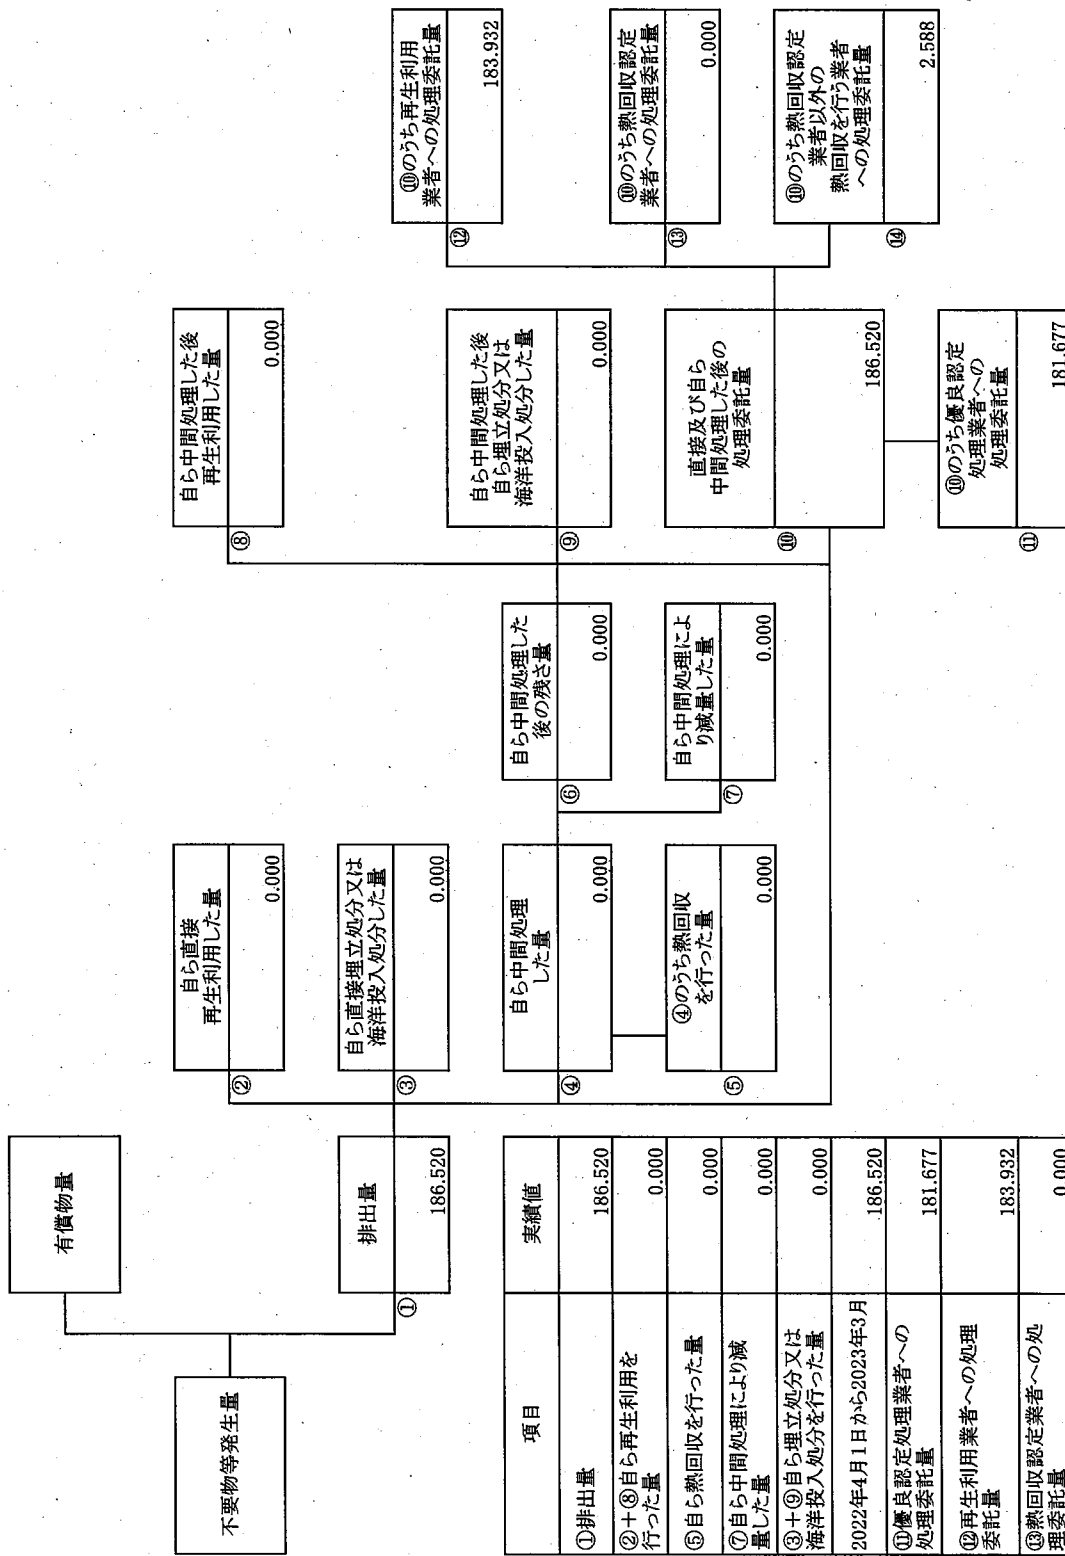 不要物等発生量
有償物量
排出量
①
186.520
自ら直接
再生利用した量
②
0.000
自ら直接埋立処分又は
海洋投入処分した量
③
0.000
自ら中間処理
した量
④
0.000
④のうち熱回収
を行った量
⑤
0.000
自ら中間処理した
後の残さ量
⑥
0.000
自ら中間処理によ
り減量した量
⑦
0.000
自ら中間処理した後
再生利用した量
⑧
0.000
自ら中間処理した後
自ら埋立処分又は
海洋投入処分した量
⑨
0.000
直接及び自ら
中間処理した後の
処理委託量
⑩
186.520
⑩のうち優良認定
処理業者への
処理委託量
⑪
181.677
⑩のうち再生利用
業者への処理委託量
⑫
183.932
⑩のうち熱回収認定
業者への処理委託量
⑬
0.000
⑩のうち熱回収認定
業者以外の
熱回収を行う業者
への処理委託量
⑭
2.588
項目 実績値
①排出量 186.520
②+⑧自ら再生利用を
行った量 0.000
⑤自ら熱回収を行った量 0.000
⑦自ら中間処理により減
量した量 0.000
③+⑨自ら埋立処分又は
海洋投入処分を行った量 0.000
2022年4月1日から2023年3月 186.520
⑪優良認定処理業者への
処理委託量 181.677
⑫再生利用業者への処理
委託量 183.932
⑬熱回収認定業者への処
理委託量 0.000